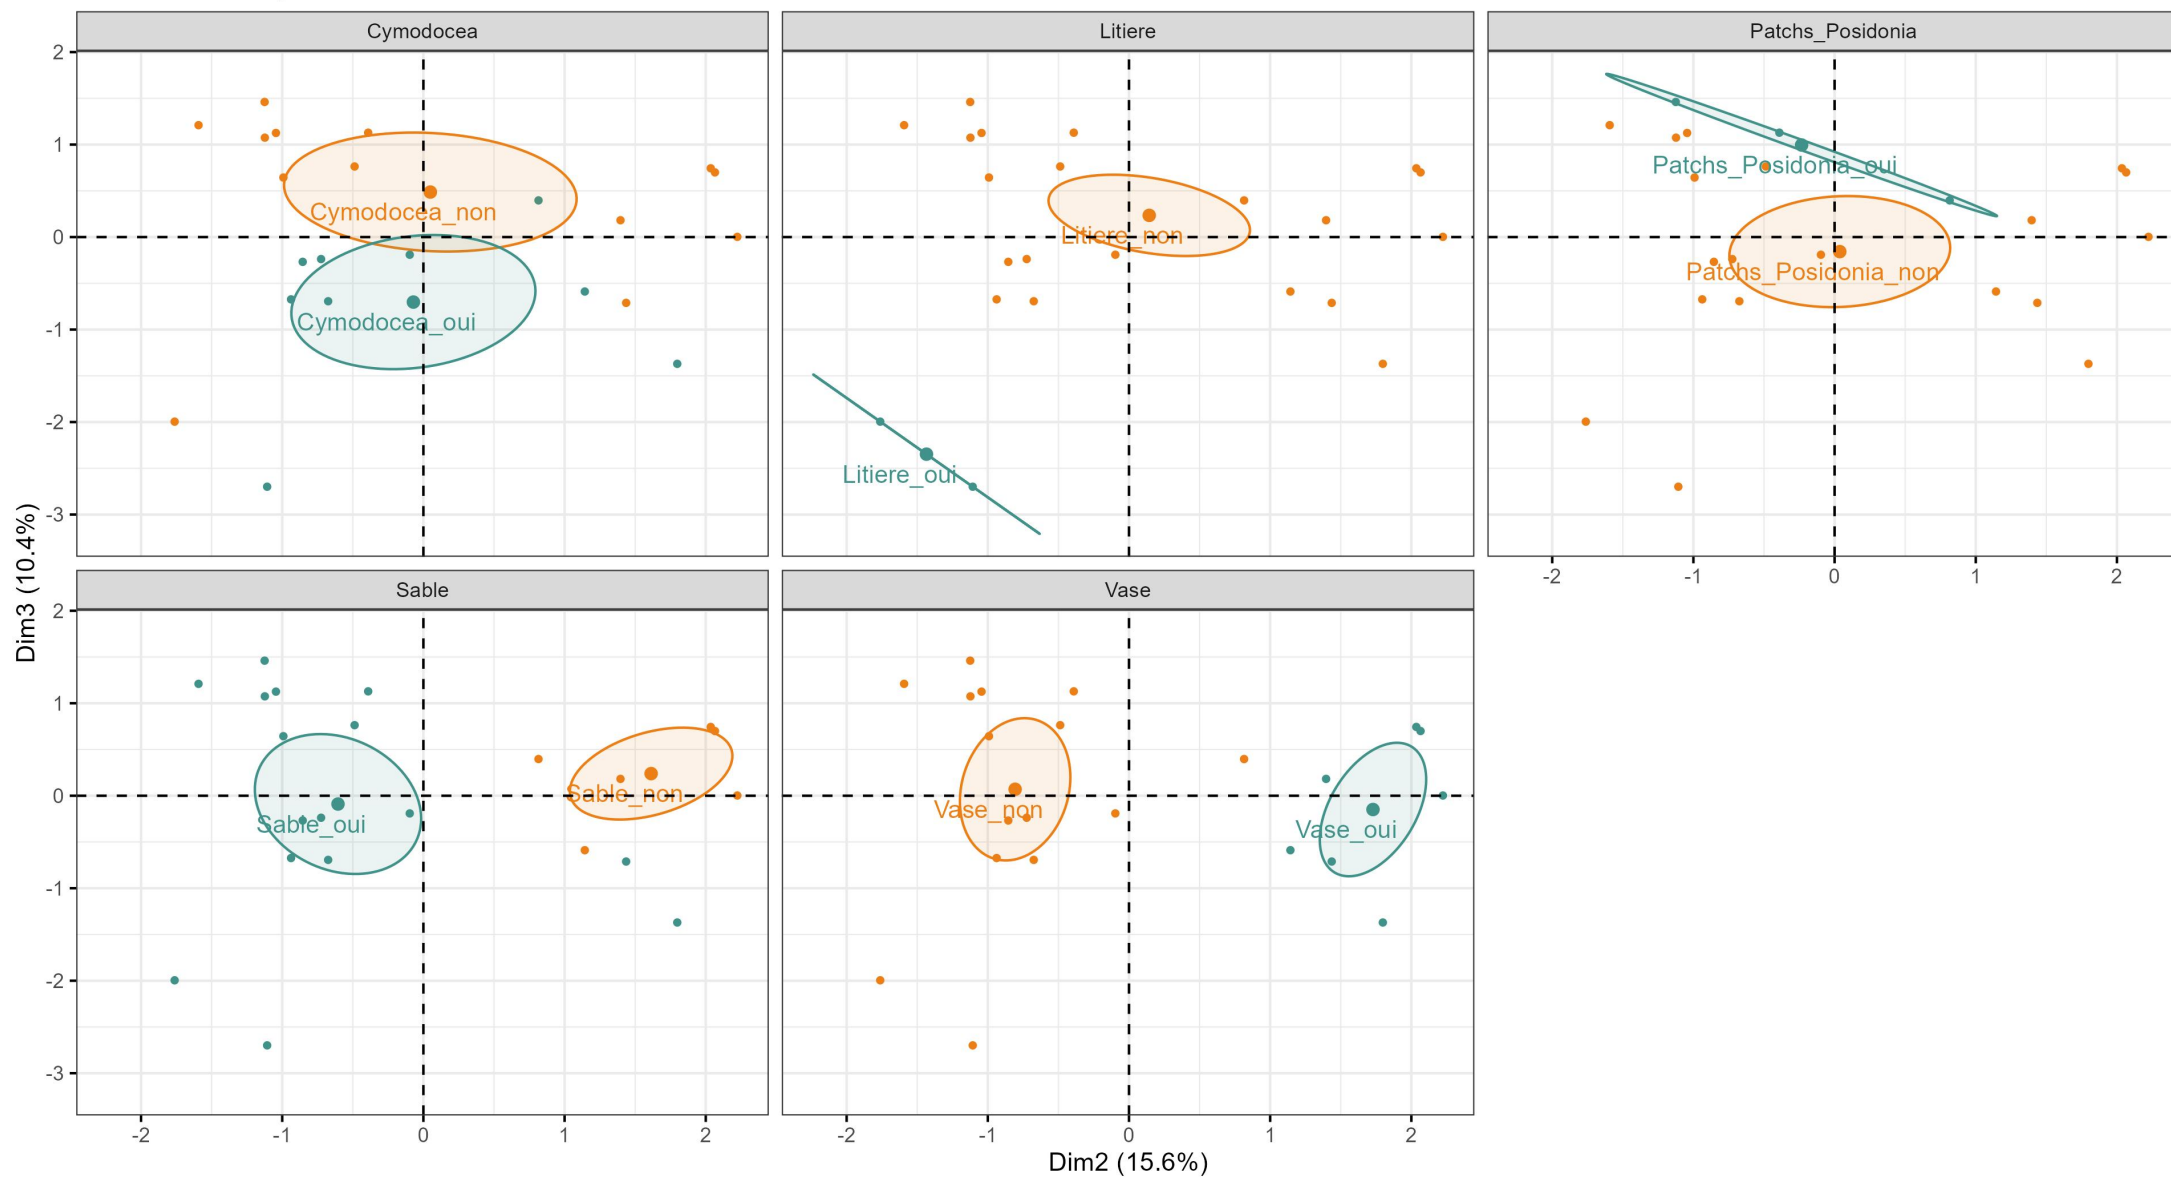 Cymodocea
Litiere
Patchs_Posidonia
2
1
0
-1
-2
-3
Cymodocea_non
Cymodocea_oui
Litiere_non
Litiere_oui
Patchs_Posidonia_oui
Patchs_Posidonia_non
-2 -1 0 1 2
Dim3 (10.4%)
Sable
Vase
2
1
0
-1
-2
-3
Sable_oui
Sable_non
Vase_non
Vase_oui
-2 -1 0 1 2
-2 -1 0 1 2
Dim2 (15.6%)